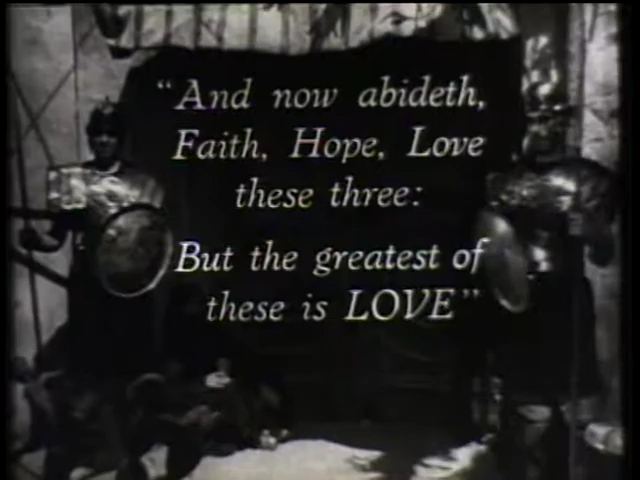 “And now abideth,
Faith, Hope, Love
these three:
But the greatest of
these is LOVE”